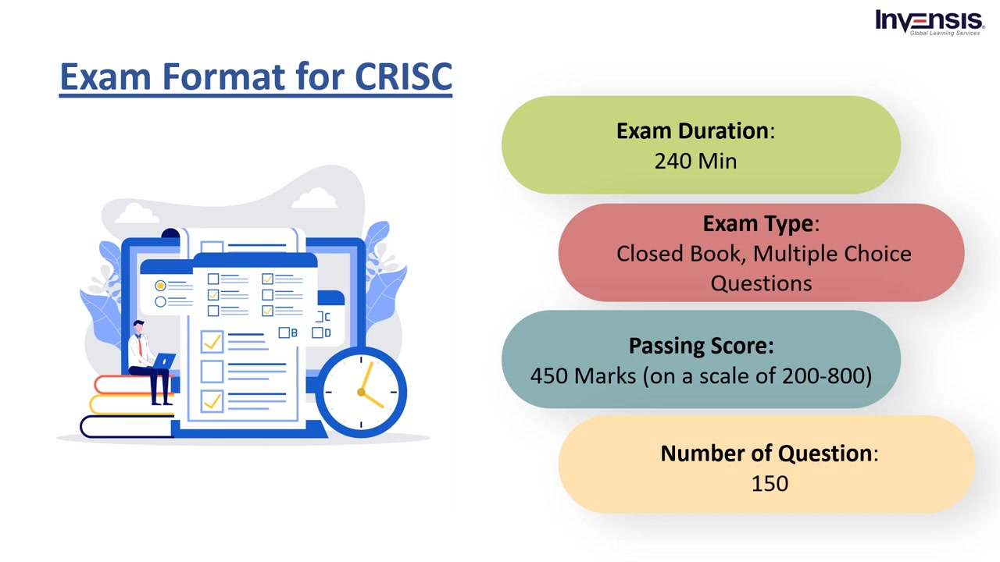 Invensis®
Global Learning Services
Exam Format for CRISC
Exam Duration:
240 Min
Exam Type:
Closed Book, Multiple Choice
Questions
Passing Score:
450 Marks (on a scale of 200-800)
Number of Question:
150
C
B D